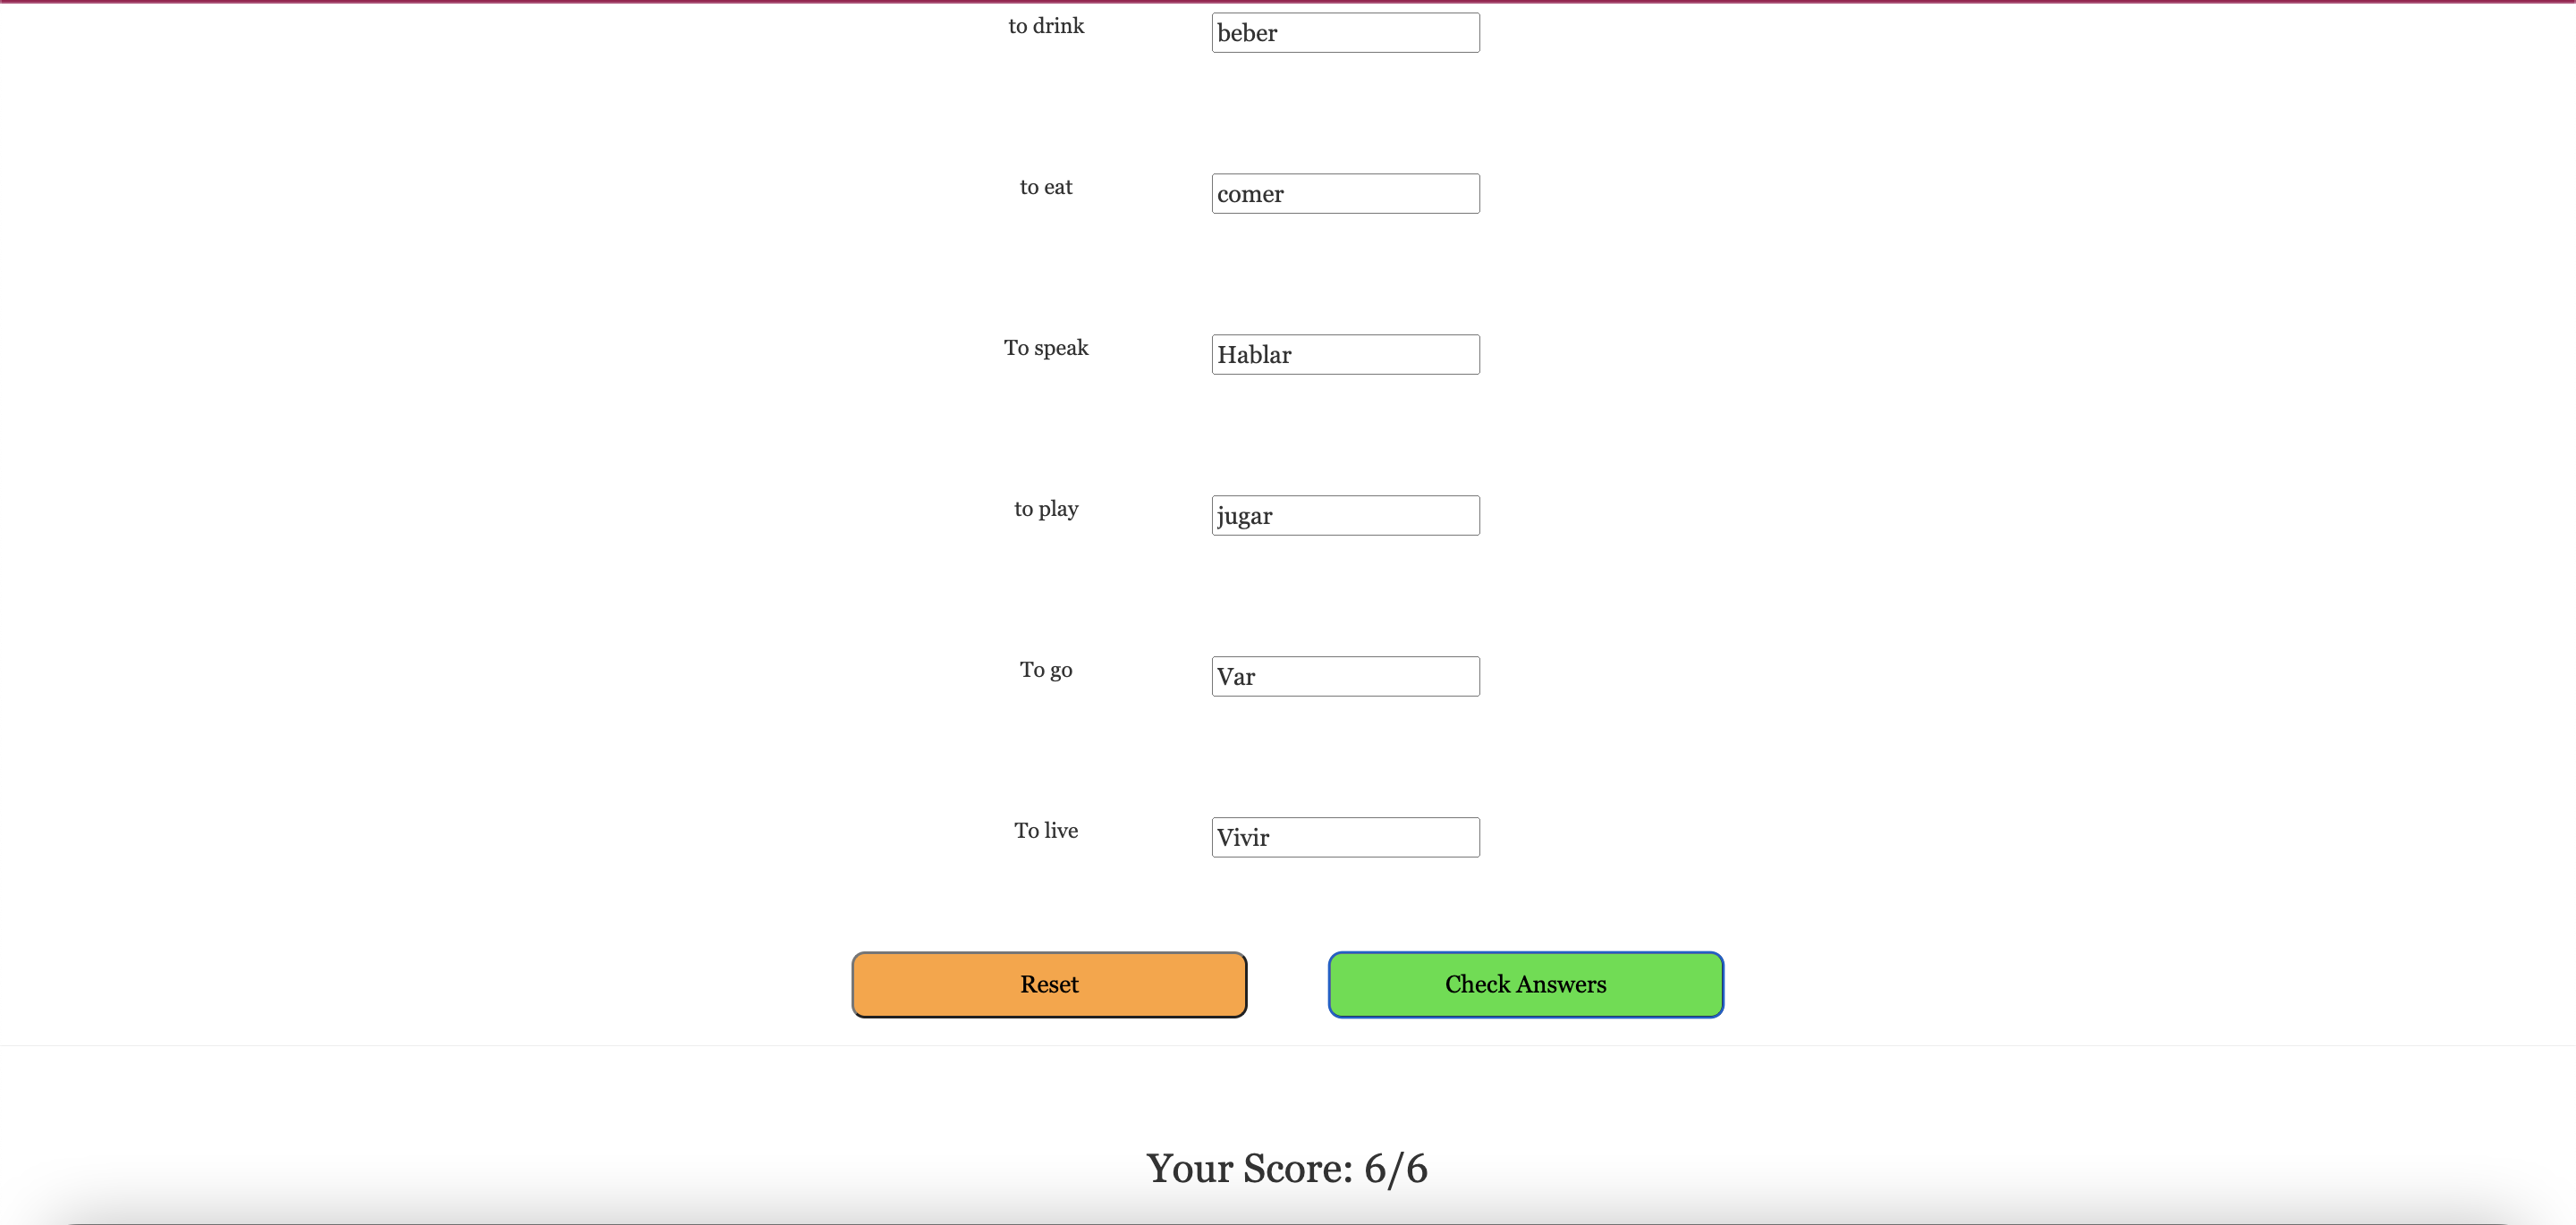 to drink beber
to eat comer
To speak Hablar
to play jugar
To go Var
To live Vivir
Reset Check Answers
Your Score: 6/6